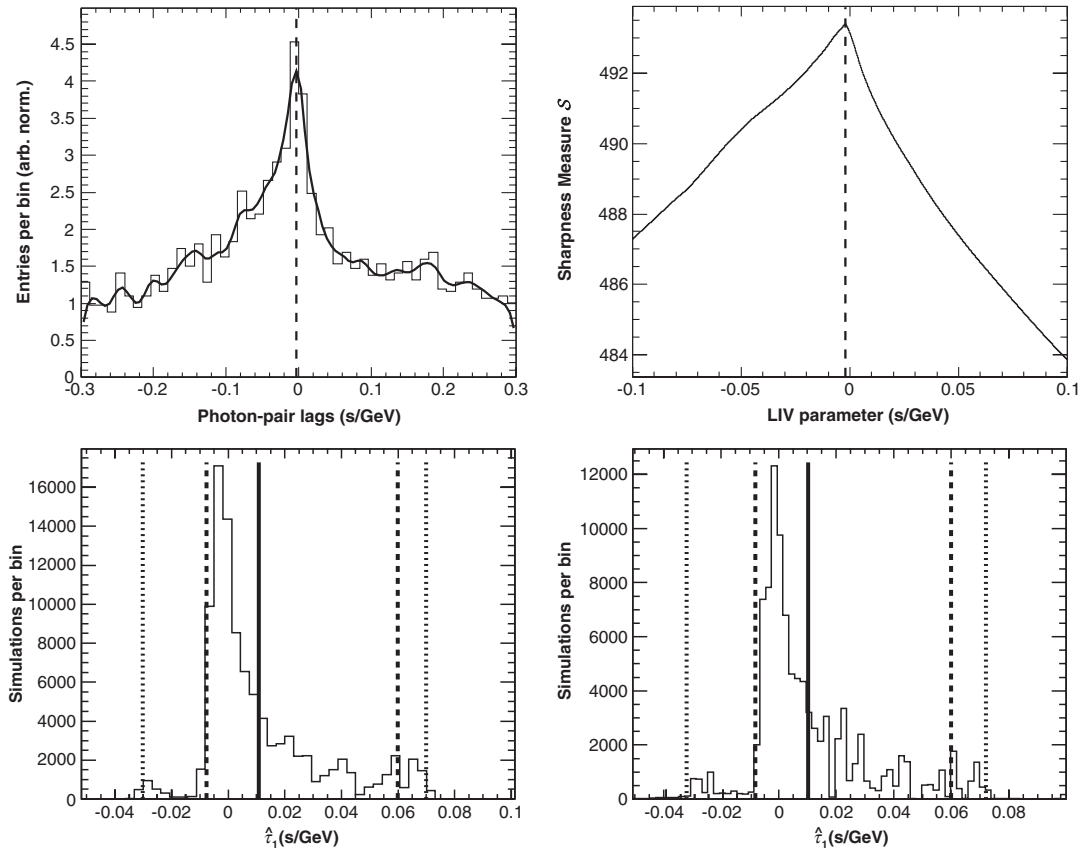 4.5
4
3.5
3
2.5
2
1.5
1
0.5
0
Entries per bin (arb. norm.)
-0.3 -0.2 -0.1 0 0.1 0.2 0.3
Photon-pair lags (s/GeV)
492
490
488
486
484
Sharpness Measure 𝒮
-0.1 -0.05 0 0.05 0.1
LIV parameter (s/GeV)
16000
14000
12000
10000
8000
6000
4000
2000
0
Simulations per bin
-0.04 -0.02 0 0.02 0.04 0.06 0.08 0.1
τ̂₁(s/GeV)
12000
10000
8000
6000
4000
2000
0
Simulations per bin
-0.04 -0.02 0 0.02 0.04 0.06 0.08
τ̂₁(s/GeV)